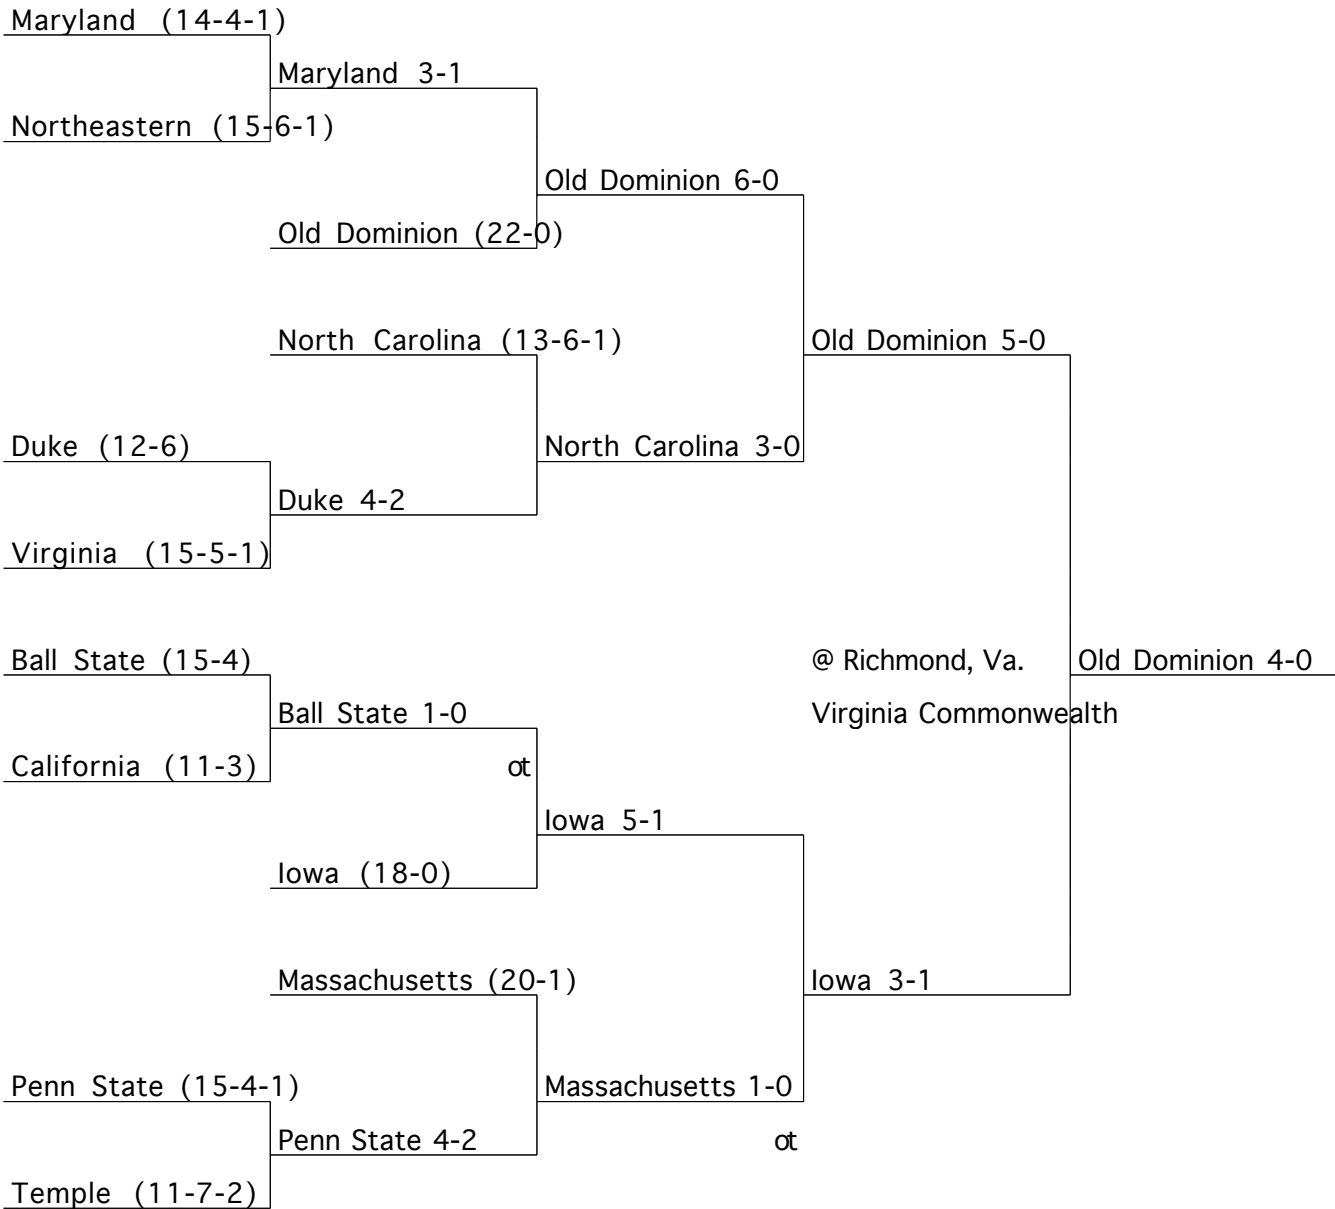 Maryland (14-4-1)
Maryland 3-1
Northeastern (15-6-1)
Old Dominion 6-0
Old Dominion (22-0)
North Carolina (13-6-1)
Old Dominion 5-0
Duke (12-6)
North Carolina 3-0
Duke 4-2
Virginia (15-5-1)
Ball State (15-4)
@ Richmond, Va.
Old Dominion 4-0
Ball State 1-0
Virginia Commonwealth
California (11-3)
ot
Iowa 5-1
Iowa (18-0)
Massachusetts (20-1)
Iowa 3-1
Penn State (15-4-1)
Massachusetts 1-0
Penn State 4-2
ot
Temple (11-7-2)